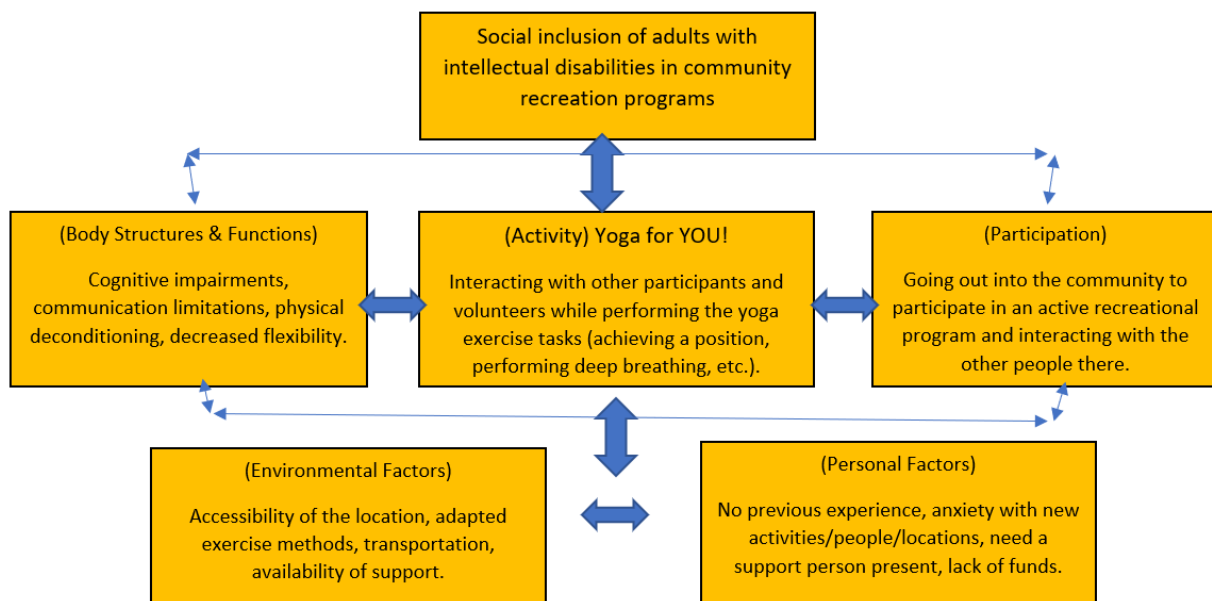 Social inclusion of adults with
intellectual disabilities in community
recreation programs
(Body Structures & Functions)
Cognitive impairments,
communication limitations, physical
deconditioning, decreased flexibility.
(Activity) Yoga for YOU!
Interacting with other participants and
volunteers while performing the yoga
exercise tasks (achieving a position,
performing deep breathing, etc.).
(Participation)
Going out into the community to
participate in an active recreational
program and interacting with the
other people there.
(Environmental Factors)
Accessibility of the location, adapted
exercise methods, transportation,
availability of support.
(Personal Factors)
No previous experience, anxiety with new
activities/people/locations, need a
support person present, lack of funds.